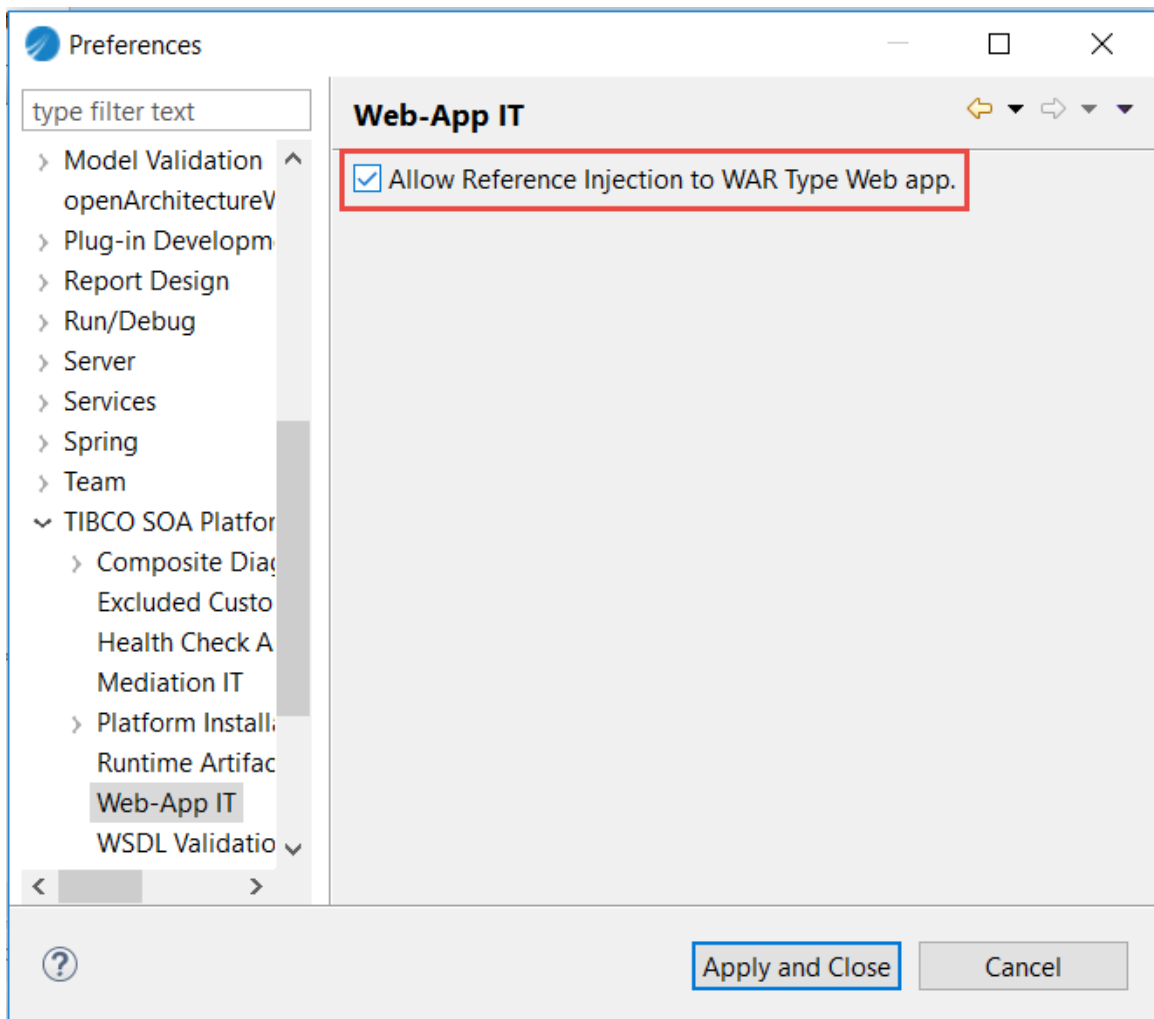 Preferences
type filter text
Model Validation
openArchitectureW
Plug-in Developm
Report Design
Run/Debug
Server
Services
Spring
Team
TIBCO SOA Platfor
Composite Diag
Excluded Custo
Health Check A
Mediation IT
Platform Installa
Runtime Artifac
Web-App IT
WSDL Validatio
Web-App IT
Allow Reference Injection to WAR Type Web app.
?
Apply and Close
Cancel